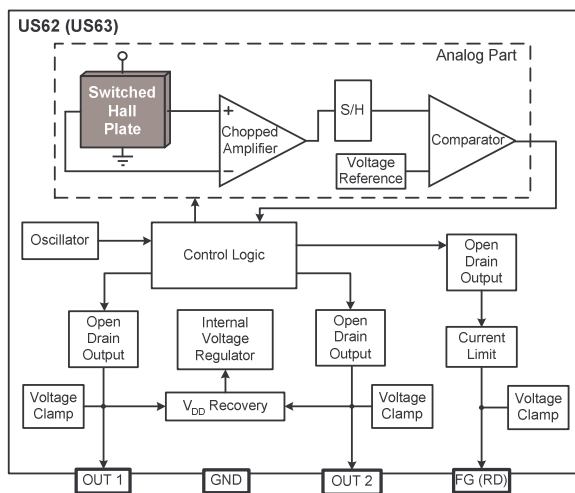 US62 (US63)
Analog Part
Switched
Hall
Plate
+
−
Chopped
Amplifier
S/H
Voltage
Reference
Comparator
Oscillator
Control Logic
Open
Drain
Output
Open
Drain
Output
Internal
Voltage
Regulator
Open
Drain
Output
Current
Limit
Voltage
Clamp
VDD Recovery
Voltage
Clamp
Voltage
Clamp
OUT 1
GND
OUT 2
FG (RD)